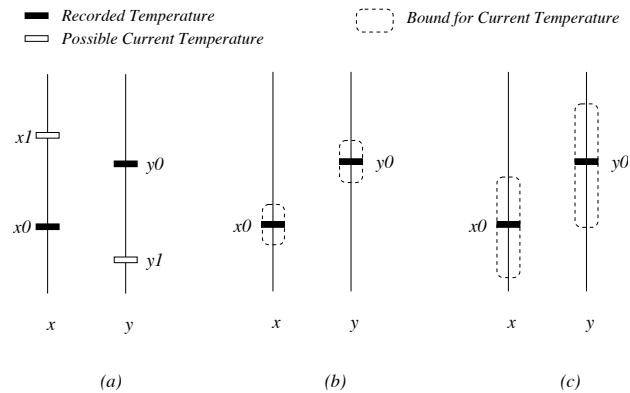 Recorded Temperature
Possible Current Temperature
Bound for Current Temperature
x1
y0
x0
y1
x y
(a)
y0
x0
x y
(b)
y0
x0
x y
(c)